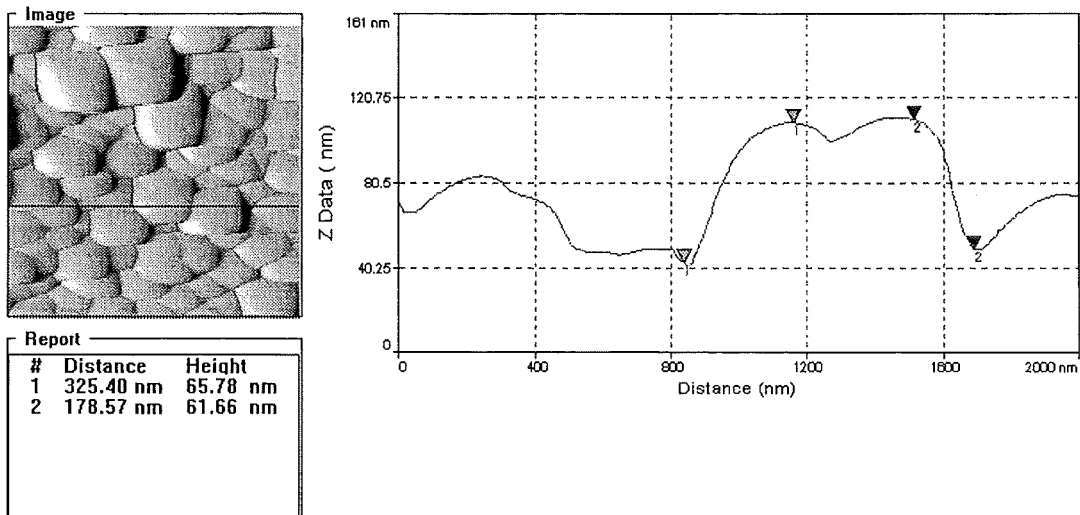 Image
Report
# Distance Height
1 325.40 nm 65.78 nm
2 178.57 nm 61.66 nm
161 nm
120.75
80.5
40.25
0
Z Data ( nm )
1
2
1
2
0 400 800 1200 1600 2000 nm
Distance (nm)